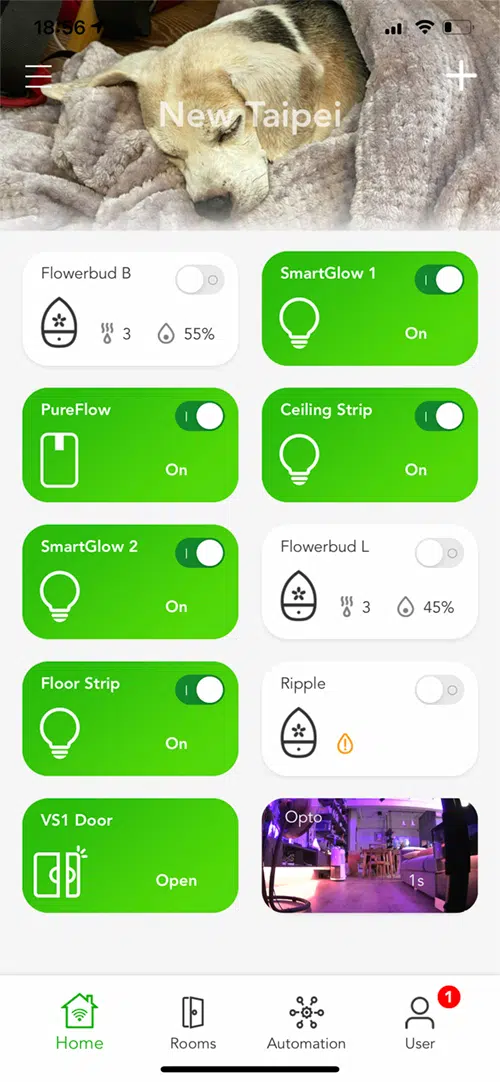 18:56
New Taipei
Flowerbud B
3 55%
SmartGlow 1
On
PureFlow
On
Ceiling Strip
On
SmartGlow 2
On
Flowerbud L
3 45%
Floor Strip
On
Ripple
VS1 Door
Open
Opto
1s
1
Home Rooms Automation User